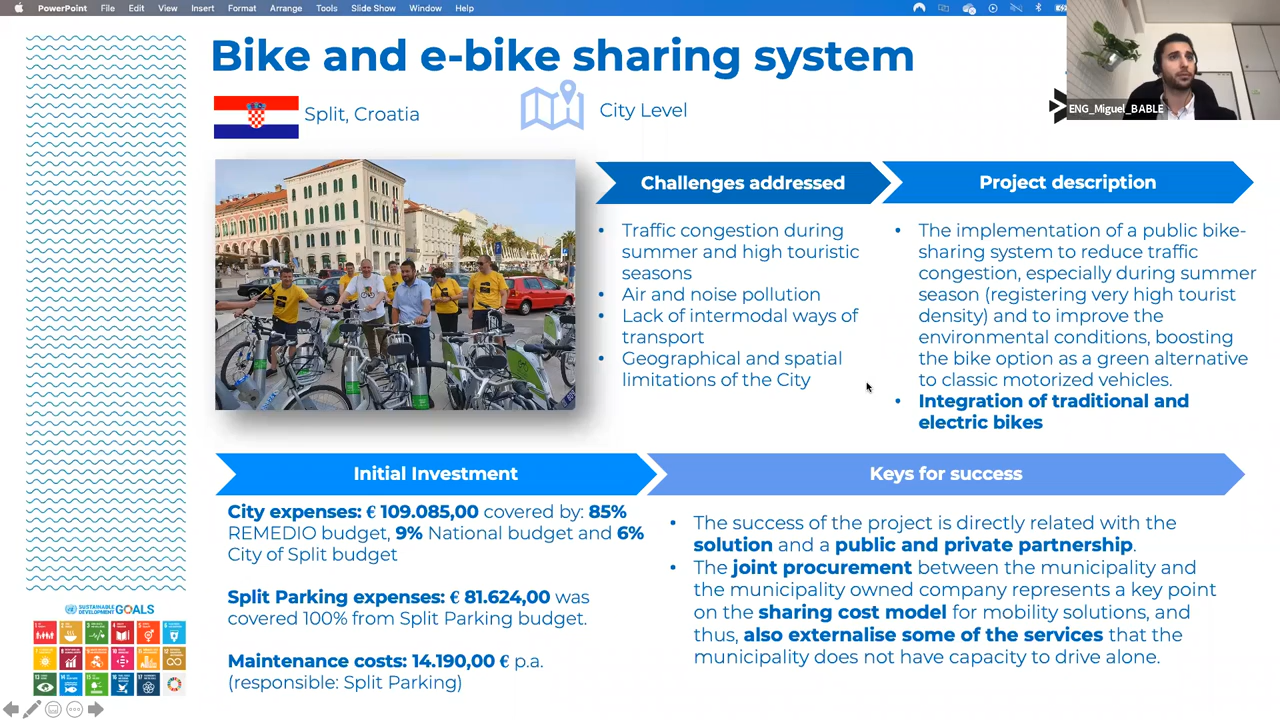 PowerPoint File Edit View Insert Format Arrange Tools Slide Show Window Help
Bike and e-bike sharing system
Split, Croatia
City Level
ENG_Miguel_BABLE
Challenges addressed
Traffic congestion during
summer and high touristic
seasons
Air and noise pollution
Lack of intermodal ways of
transport
Geographical and spatial
limitations of the City
Project description
The implementation of a public bike-
sharing system to reduce traffic
congestion, especially during summer
season (registering very high tourist
density) and to improve the
environmental conditions, boosting
the bike option as a green alternative
to classic motorized vehicles.
Integration of traditional and
electric bikes
Initial Investment
City expenses: € 109.085,00 covered by: 85%
REMEDIO budget, 9% National budget and 6%
City of Split budget
Split Parking expenses: € 81.624,00 was
covered 100% from Split Parking budget.
Maintenance costs: 14.190,00 € p.a.
(responsible: Split Parking)
Keys for success
The success of the project is directly related with the
solution and a public and private partnership.
The joint procurement between the municipality and
the municipality owned company represents a key point
on the sharing cost model for mobility solutions, and
thus, also externalise some of the services that the
municipality does not have capacity to drive alone.
SUSTAINABLE
DEVELOPMENT
GOALS